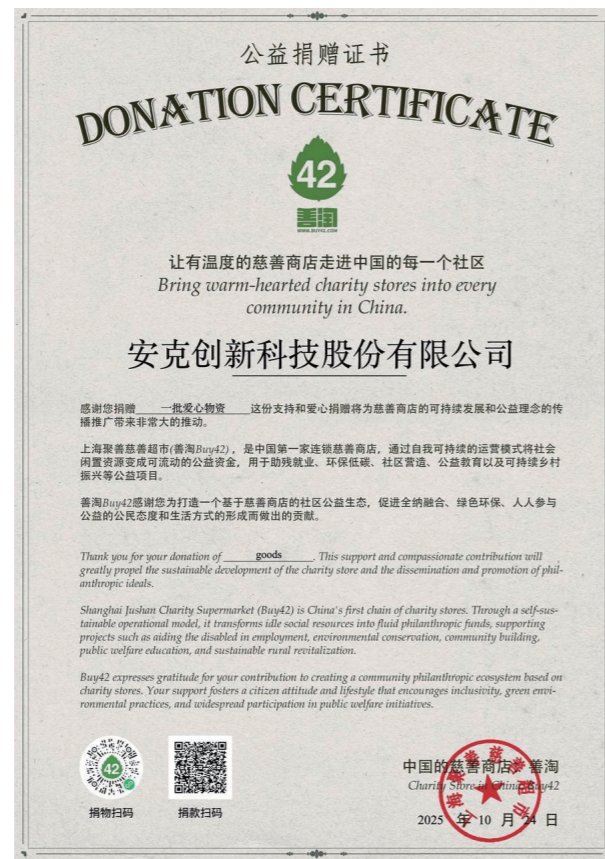 公益捐赠证书
DONATION CERTIFICATE
42
善淘
WWW.BUY42.COM
让有温度的慈善商店走进中国的每一个社区
Bring warm-hearted charity stores into every
community in China.
安克创新科技股份有限公司
感谢您捐赠 一批爱心物资 这份支持和爱心捐赠将为慈善商店的可持续发展和公益理念的传
播推广带来非常大的推动。
上海聚善慈善超市(善淘Buy42)，是中国第一家连锁慈善商店，通过自我可持续的运营模式将社会
闲置资源变成可流动的公益资金，用于助残就业、环保低碳、社区营造、公益教育以及可持续乡村
振兴等公益项目。
善淘Buy42感谢您为打造一个基于慈善商店的社区公益生态，促进全纳融合、绿色环保、人人参与
公益的公民态度和生活方式的形成而做出的贡献。
Thank you for your donation of goods . This support and compassionate contribution will
greatly propel the sustainable development of the charity store and the dissemination and promotion of phil-
anthropic ideals.
Shanghai Jushan Charity Supermarket (Buy42) is China's first chain of charity stores. Through a self-sus-
tainable operational model, it transforms idle social resources into fluid philanthropic funds, supporting
projects such as aiding the disabled in employment, environmental conservation, community building,
public welfare education, and sustainable rural revitalization.
Buy42 expresses gratitude for your contribution to creating a community philanthropic ecosystem based on
charity stores. Your support fosters a citizen attitude and lifestyle that encourages inclusivity, green envi-
ronmental practices, and widespread participation in public welfare initiatives.
42
捐物扫码
捐款扫码
中国的慈善商店，善淘
Charity Store in China, Buy42
上海聚善慈善超市
2025 年 10 月 24 日